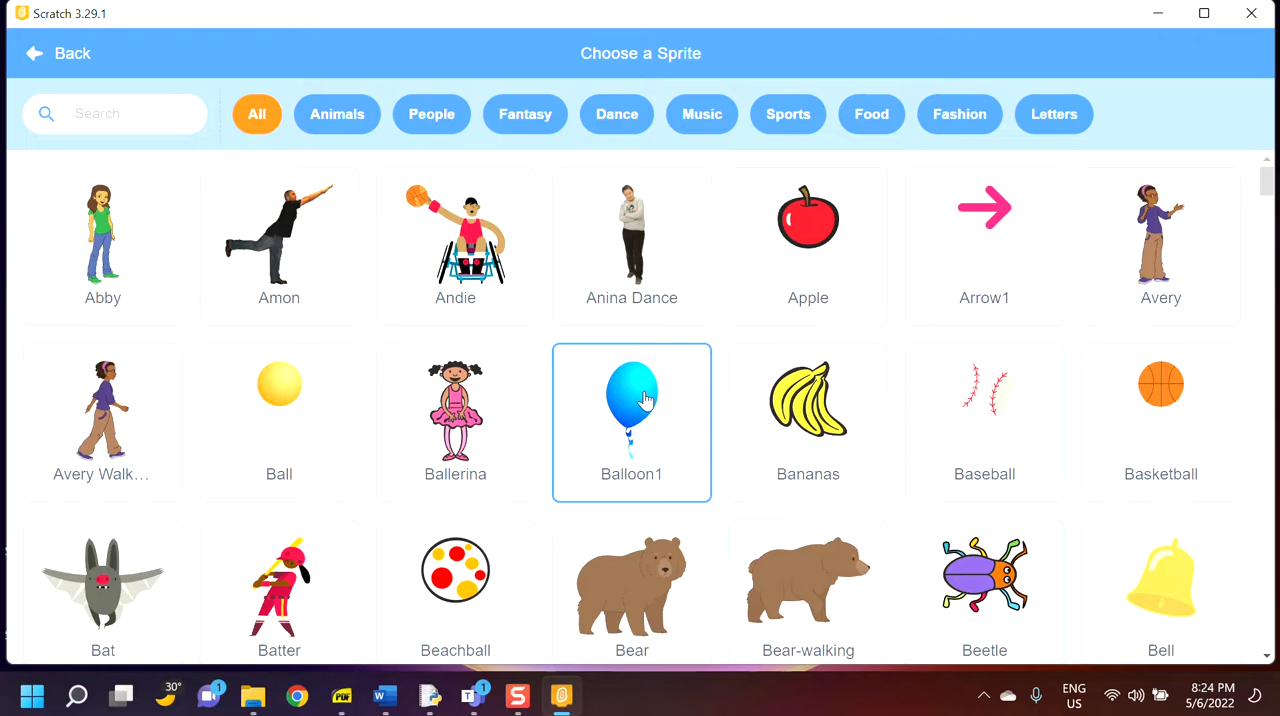 Scratch 3.29.1
Back
Choose a Sprite
Search
All
Animals
People
Fantasy
Dance
Music
Sports
Food
Fashion
Letters
Abby
Amon
Andie
Anina Dance
Apple
Arrow1
Avery
Avery Walk...
Ball
Ballerina
Balloon1
Bananas
Baseball
Basketball
Bat
Batter
Beachball
Bear
Bear-walking
Beetle
Bell
30°
1
PDF
W
T
1
S
ENG
US
8:24 PM
5/6/2022